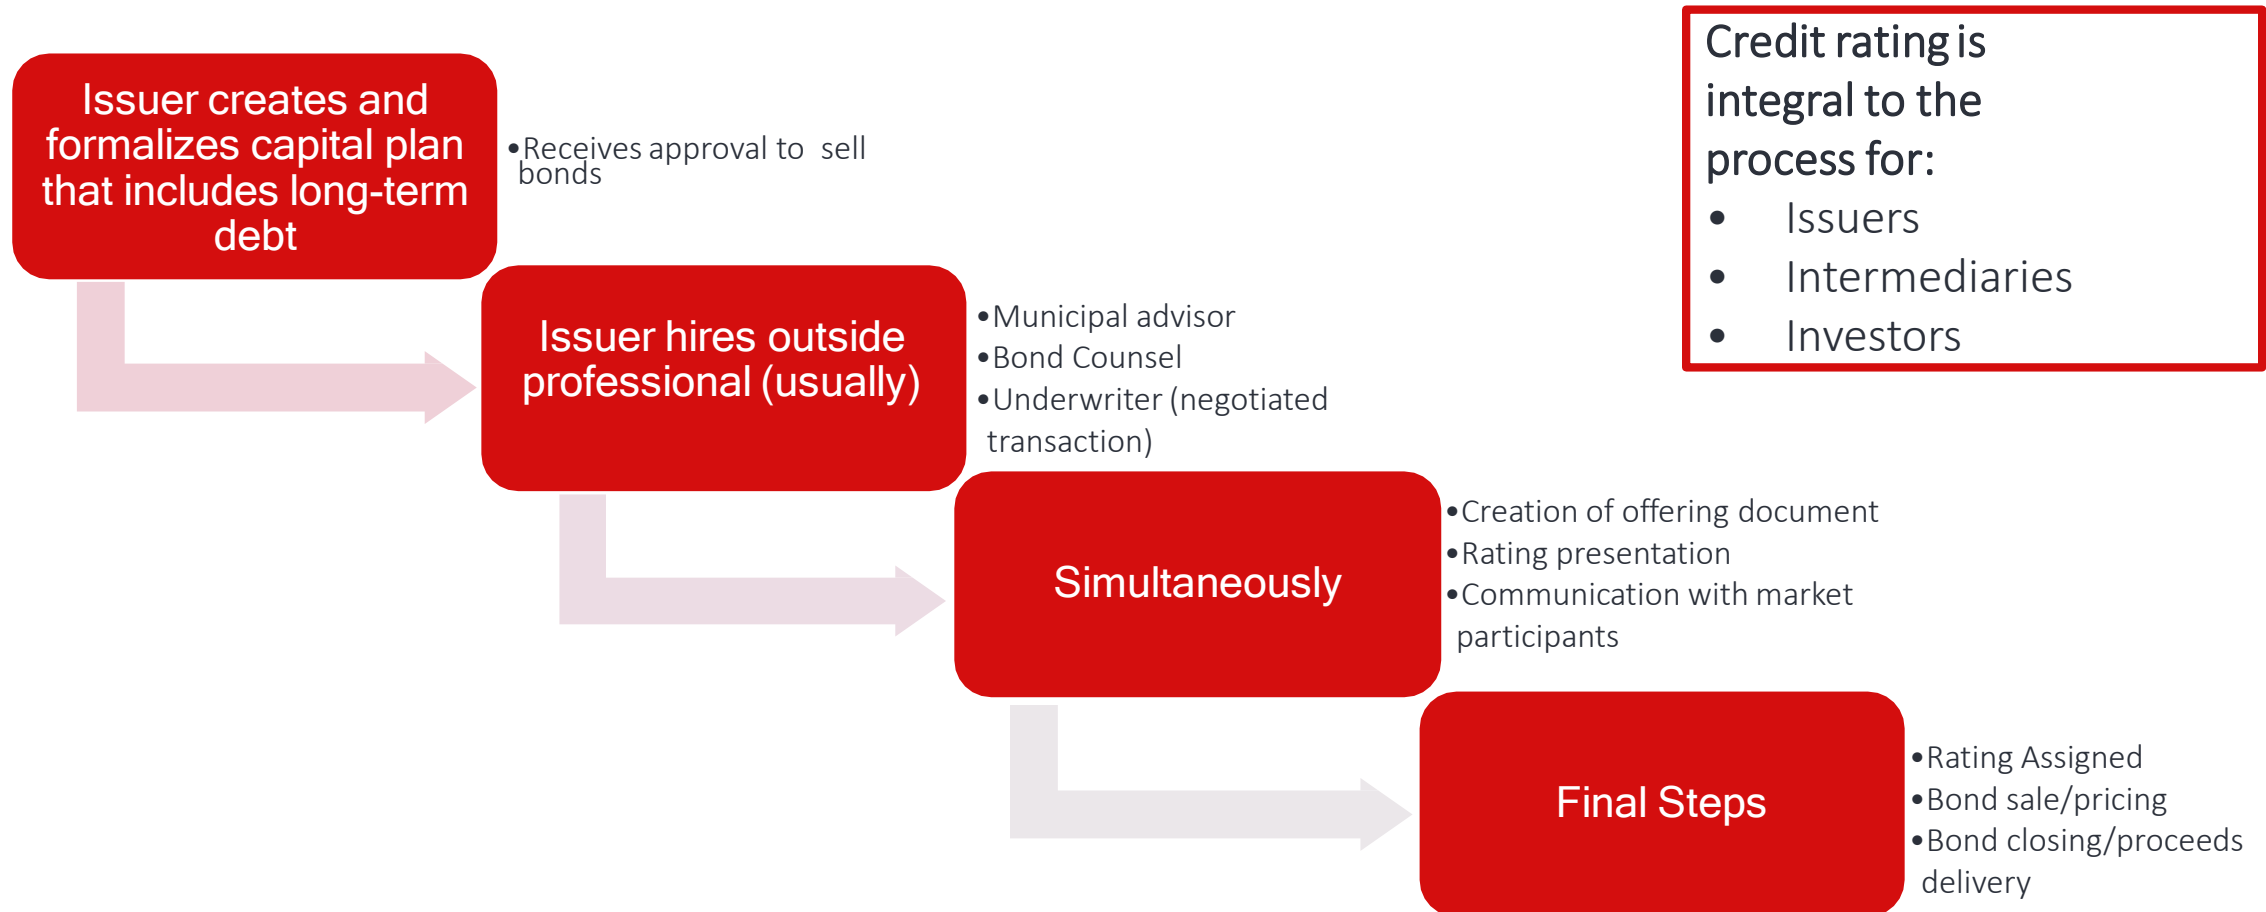 Issuer creates and
formalizes capital plan
that includes long-term
debt
•Receives approval to sell
bonds
Issuer hires outside
professional (usually)
•Municipal advisor
•Bond Counsel
•Underwriter (negotiated
transaction)
Simultaneously
•Creation of offering document
•Rating presentation
•Communication with market
participants
Final Steps
•Rating Assigned
•Bond sale/pricing
•Bond closing/proceeds
delivery
Credit rating is
integral to the
process for:
• Issuers
• Intermediaries
• Investors